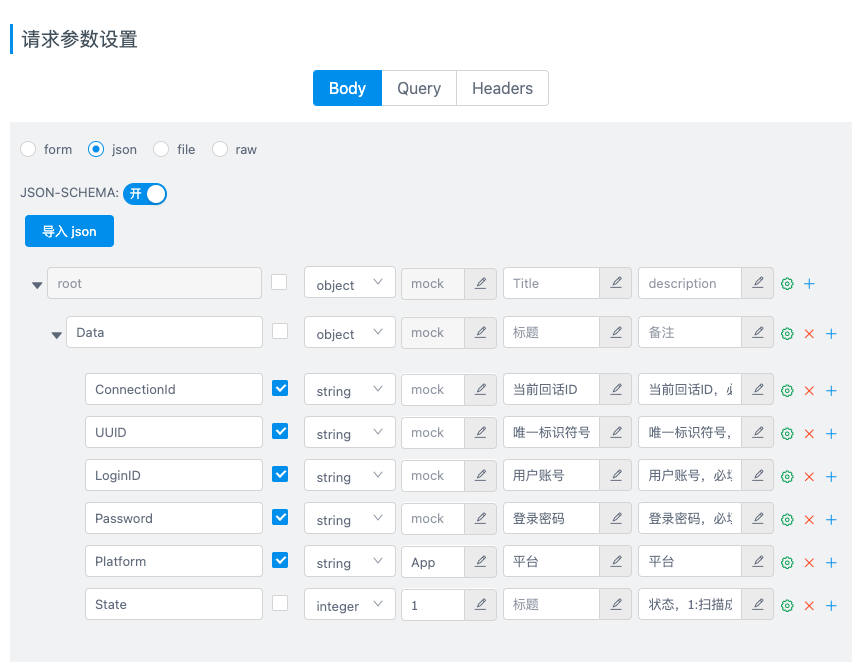 请求参数设置
Body Query Headers
form json file raw
JSON-SCHEMA: 开
导入 json
root object mock Title description
Data object mock 标题 备注
ConnectionId string mock 当前回话ID 当前回话ID，
UUID string mock 唯一标识符号 唯一标识符号，
LoginID string mock 用户账号 用户账号，必填
Password string mock 登录密码 登录密码，必填
Platform string App 平台 平台
State integer 1 标题 状态，1:扫描成